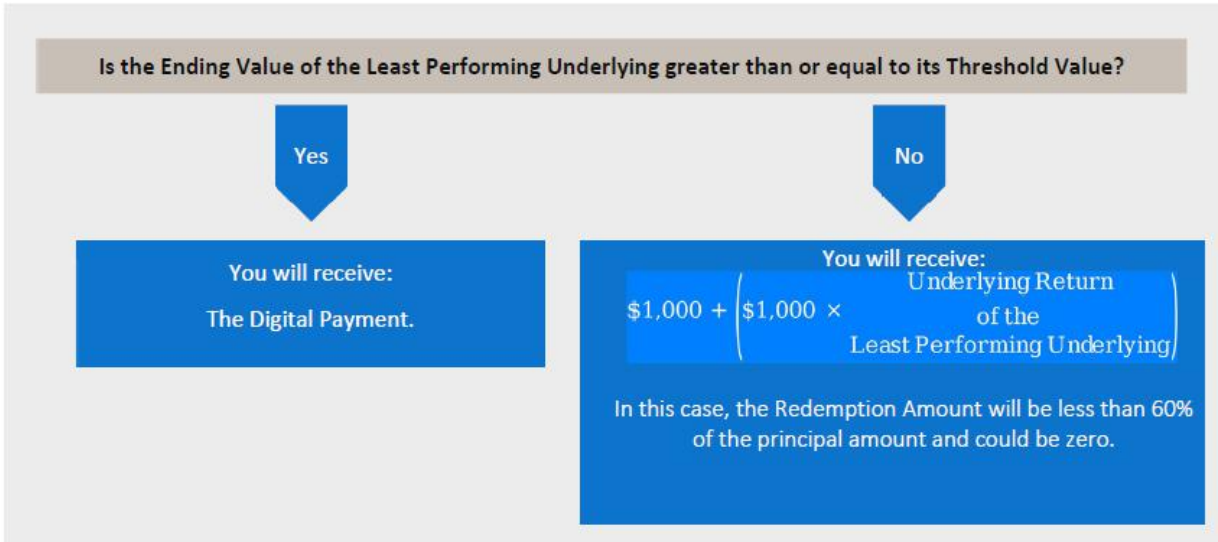 Is the Ending Value of the Least Performing Underlying greater than or equal to its Threshold Value?
Yes
No
You will receive:
The Digital Payment.
You will receive:
$1,000 + ($1,000 × Underlying Return
of the
Least Performing Underlying)
In this case, the Redemption Amount will be less than 60%
of the principal amount and could be zero.